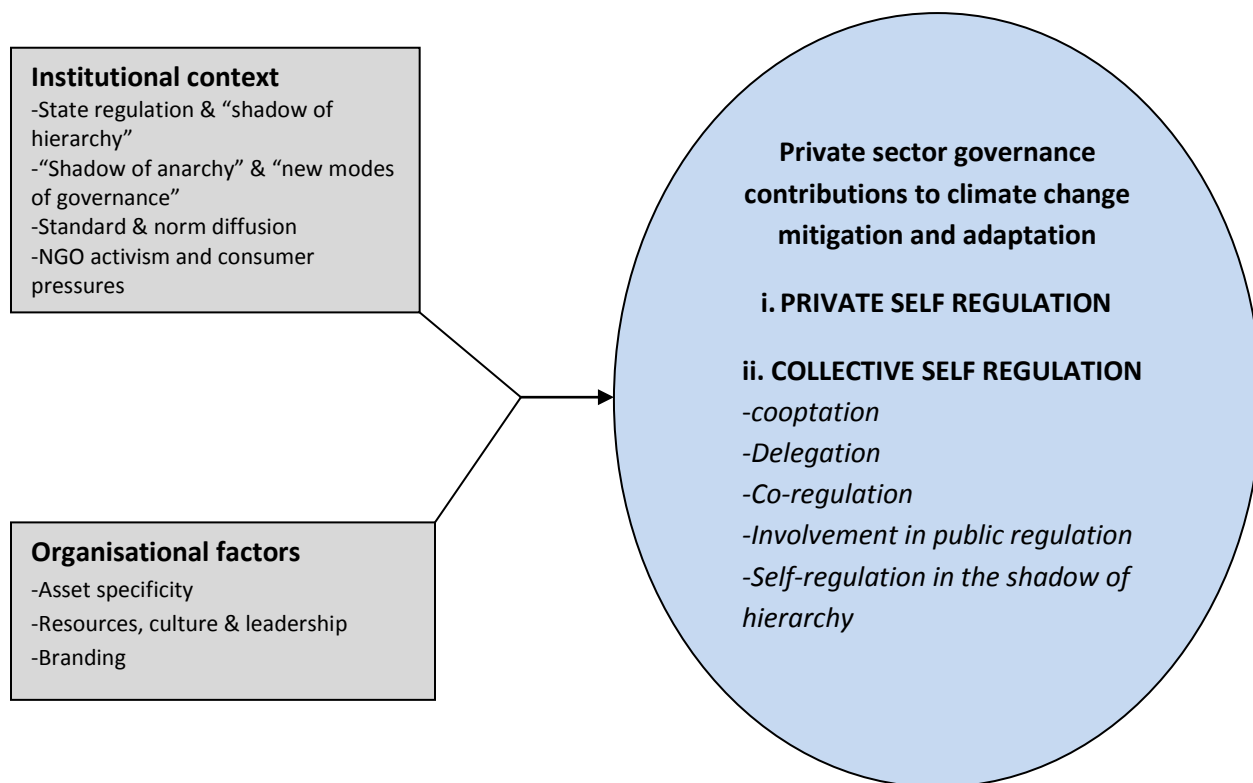 Institutional context
-State regulation & “shadow of
hierarchy”
-“Shadow of anarchy” & “new modes
of governance”
-Standard & norm diffusion
-NGO activism and consumer
pressures
Organisational factors
-Asset specificity
-Resources, culture & leadership
-Branding
Private sector governance
contributions to climate change
mitigation and adaptation
i. PRIVATE SELF REGULATION
ii. COLLECTIVE SELF REGULATION
-cooptation
-Delegation
-Co-regulation
-Involvement in public regulation
-Self-regulation in the shadow of
hierarchy